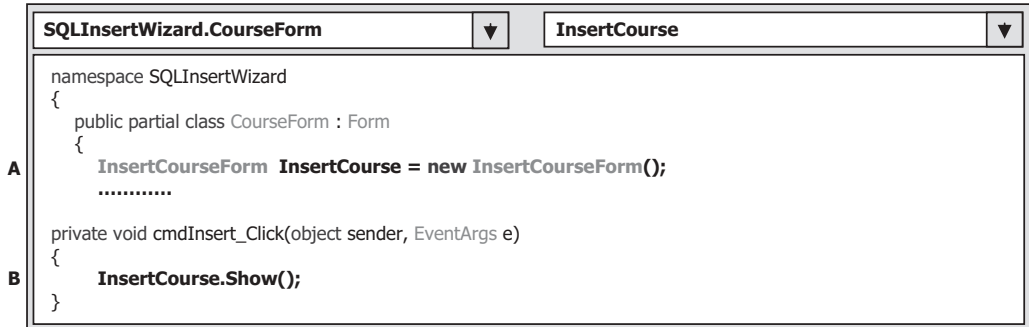 SQLInsertWizard.CourseForm InsertCourse
namespace SQLInsertWizard
{
public partial class CourseForm : Form
{
A InsertCourseForm InsertCourse = new InsertCourseForm();
............
private void cmdInsert_Click(object sender, EventArgs e)
{
B InsertCourse.Show();
}